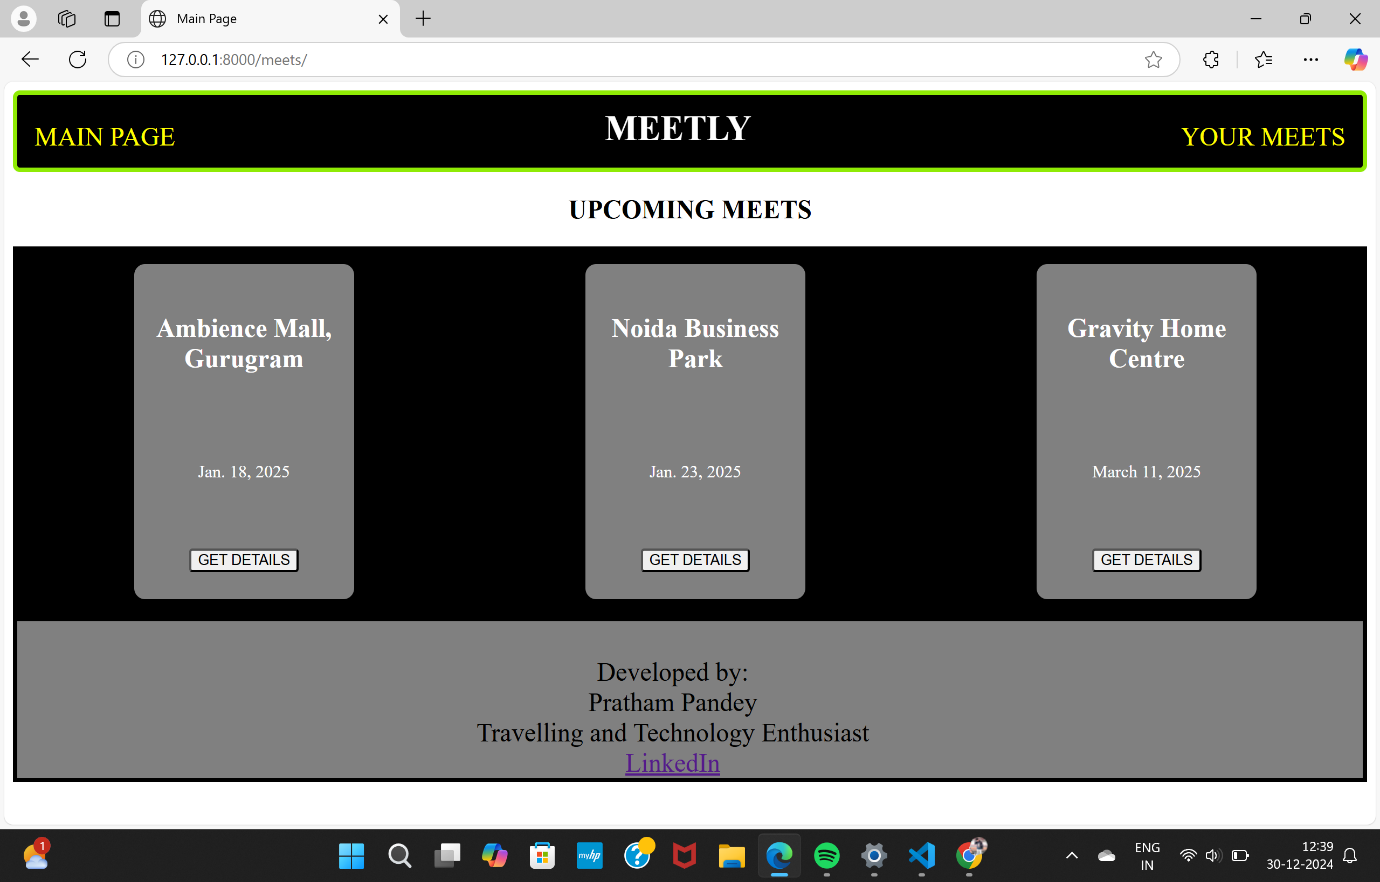 Main Page
127.0.0.1:8000/meets/
MAIN PAGE
MEETLY
YOUR MEETS
UPCOMING MEETS
Ambience Mall,
Gurugram
Jan. 18, 2025
GET DETAILS
Noida Business
Park
Jan. 23, 2025
GET DETAILS
Gravity Home
Centre
March 11, 2025
GET DETAILS
Developed by:
Pratham Pandey
Travelling and Technology Enthusiast
LinkedIn
1
myhp
ENG
IN
12:39
30-12-2024